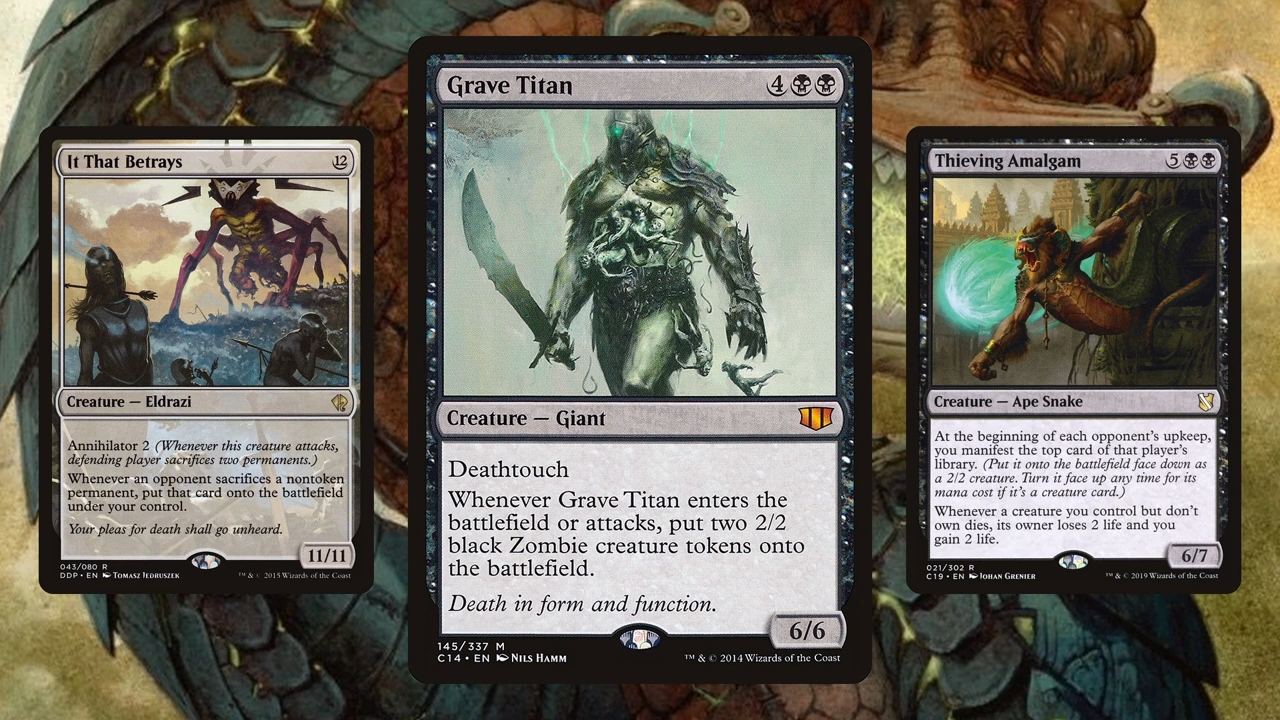 It That Betrays 12
Creature — Eldrazi
Annihilator 2 (Whenever this creature attacks,
defending player sacrifices two permanents.)
Whenever an opponent sacrifices a nontoken
permanent, put that card onto the battlefield
under your control.
Your pleas for death shall go unheard.
11/11
043/080 R
DDP • EN Tomasz Jedruszek ™ & © 2015 Wizards of the Coast
Grave Titan 4
Creature — Giant
Deathtouch
Whenever Grave Titan enters the
battlefield or attacks, put two 2/2
black Zombie creature tokens onto
the battlefield.
Death in form and function.
6/6
145/337 M
C14 • EN Nils Hamm ™ & © 2014 Wizards of the Coast
Thieving Amalgam 5
Creature — Ape Snake
At the beginning of each opponent's upkeep,
you manifest the top card of that player's
library. (Put it onto the battlefield face down as
a 2/2 creature. Turn it face up any time for its
mana cost if it's a creature card.)
Whenever a creature you control but don't
own dies, its owner loses 2 life and you
gain 2 life.
6/7
021/302 R
C19 • EN Johan Grenier ™ & © 2019 Wizards of the Coast